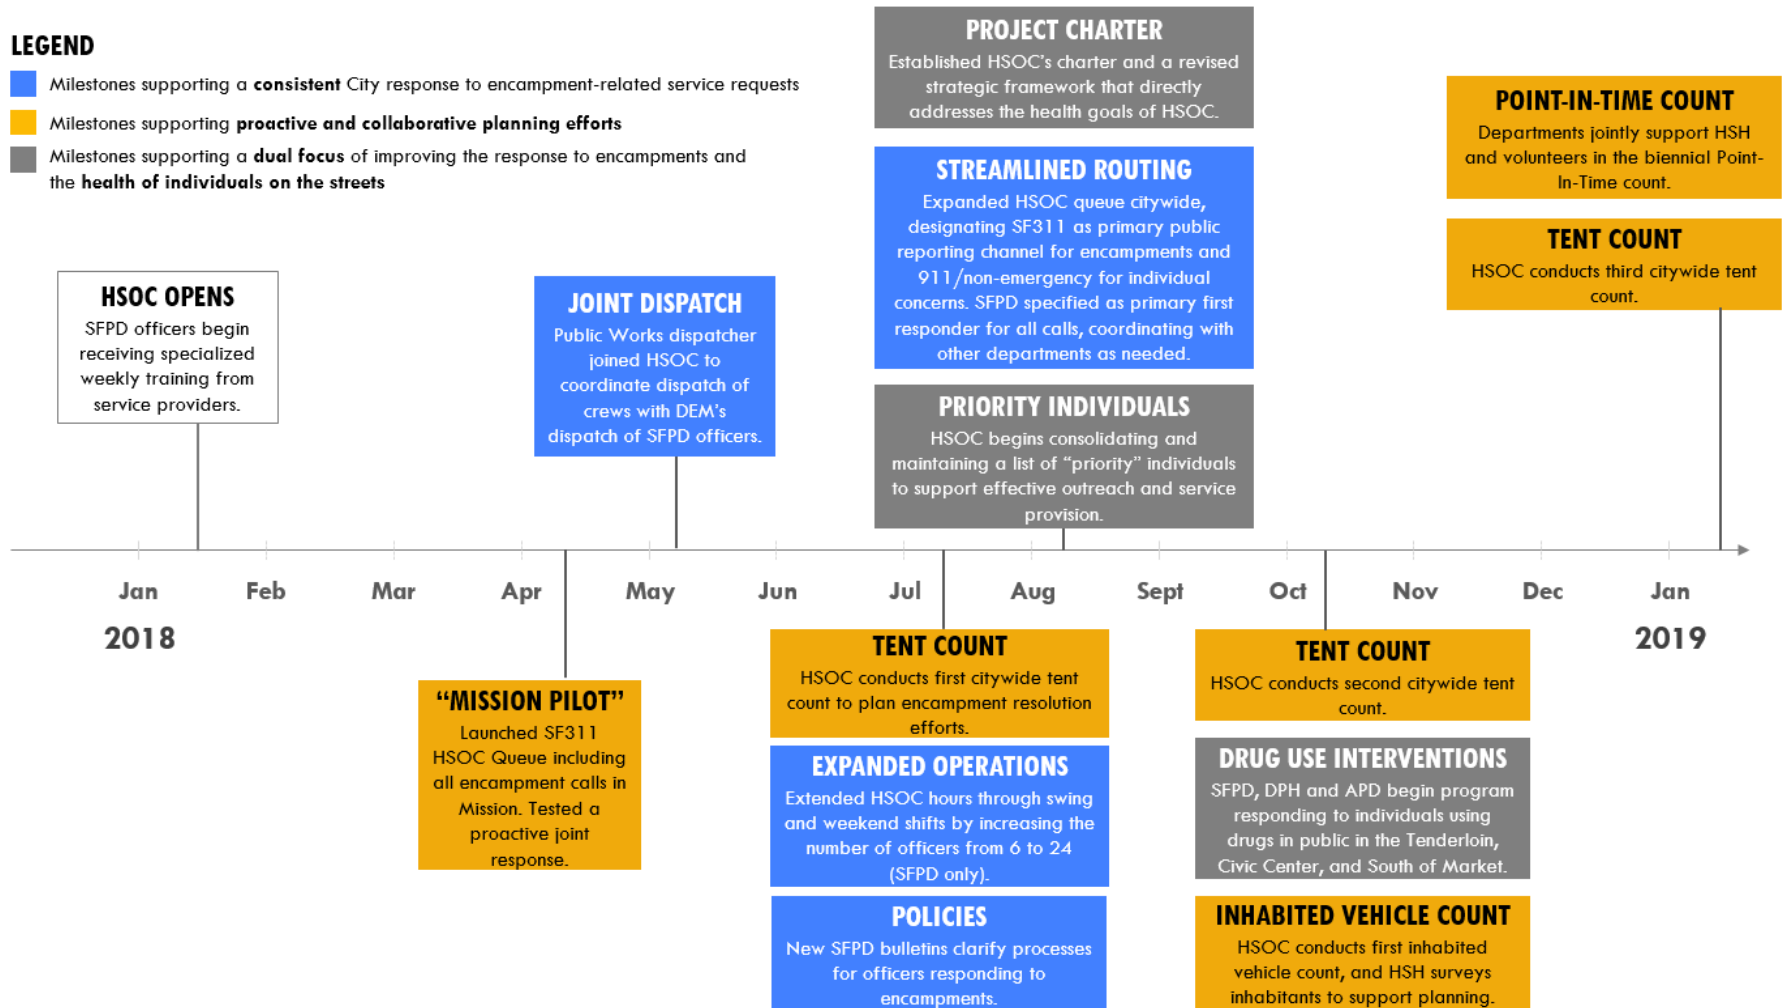 LEGEND
Milestones supporting a consistent City response to encampment-related service requests
Milestones supporting proactive and collaborative planning efforts
Milestones supporting a dual focus of improving the response to encampments and
the health of individuals on the streets
HSOC OPENS
SFPD officers begin
receiving specialized
weekly training from
service providers.
JOINT DISPATCH
Public Works dispatcher
joined HSOC to
coordinate dispatch of
crews with DEM's
dispatch of SFPD officers.
PROJECT CHARTER
Established HSOC's charter and a revised
strategic framework that directly
addresses the health goals of HSOC.
STREAMLINED ROUTING
Expanded HSOC queue citywide,
designating SF311 as primary public
reporting channel for encampments and
911/non-emergency for individual
concerns. SFPD specified as primary first
responder for all calls, coordinating with
other departments as needed.
PRIORITY INDIVIDUALS
HSOC begins consolidating and
maintaining a list of “priority” individuals
to support effective outreach and service
provision.
POINT-IN-TIME COUNT
Departments jointly support HSH
and volunteers in the biennial Point-
In-Time count.
TENT COUNT
HSOC conducts third citywide tent
count.
Jan Feb Mar Apr May Jun Jul Aug Sept Oct Nov Dec Jan
2018 2019
“MISSION PILOT”
Launched SF311
HSOC Queue including
all encampment calls in
Mission. Tested a
proactive joint
response.
TENT COUNT
HSOC conducts first citywide tent
count to plan encampment resolution
efforts.
EXPANDED OPERATIONS
Extended HSOC hours through swing
and weekend shifts by increasing the
number of officers from 6 to 24
(SFPD only).
POLICIES
New SFPD bulletins clarify processes
for officers responding to
encampments.
TENT COUNT
HSOC conducts second citywide tent
count.
DRUG USE INTERVENTIONS
SFPD, DPH and APD begin program
responding to individuals using
drugs in public in the Tenderloin,
Civic Center, and South of Market.
INHABITED VEHICLE COUNT
HSOC conducts first inhabited
vehicle count, and HSH surveys
inhabitants to support planning.